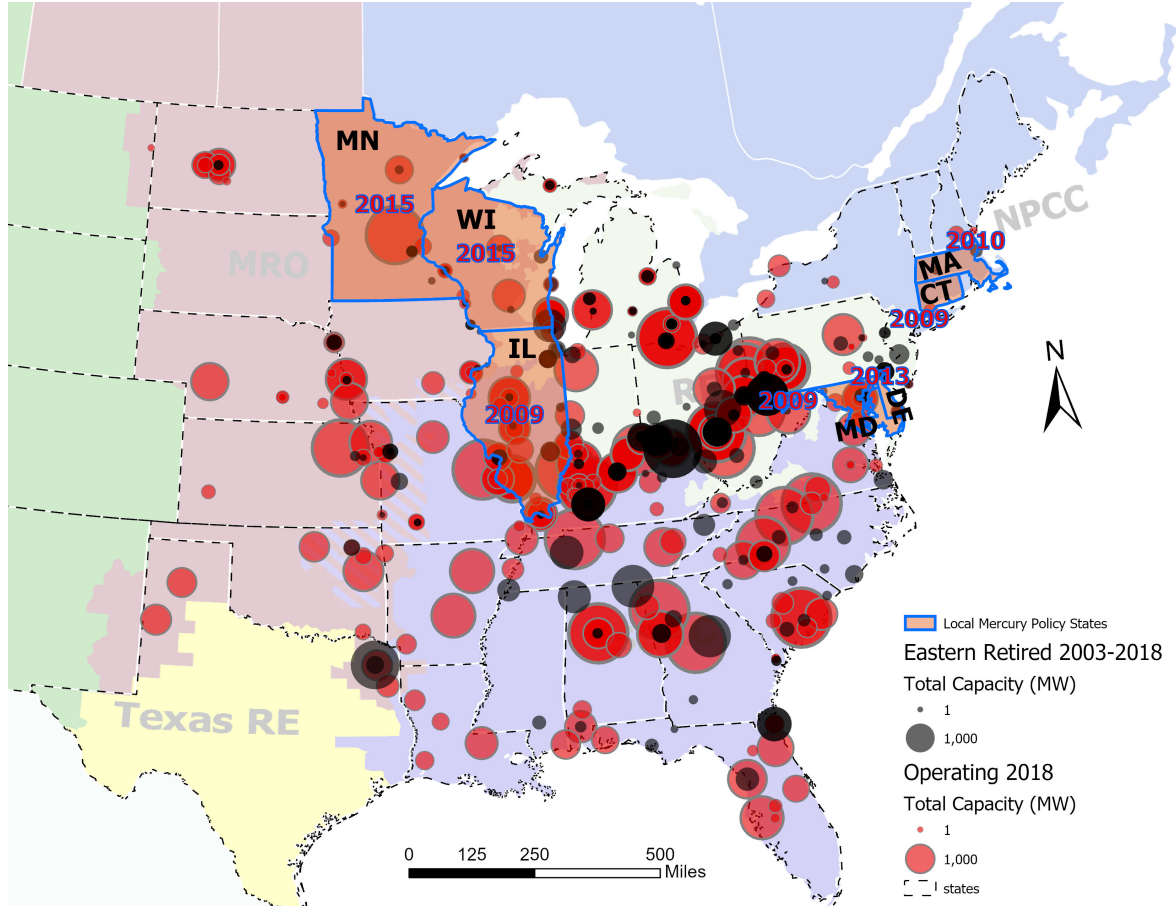 MN
2015
WI
2015
MRO
NPCC
2010
MA
CT
2009
N
IL
2009
R
2009
2013
DE
MD
Texas RE
Local Mercury Policy States
Eastern Retired 2003-2018
Total Capacity (MW)
1
1,000
Operating 2018
Total Capacity (MW)
1
1,000
states
0 125 250 500
Miles